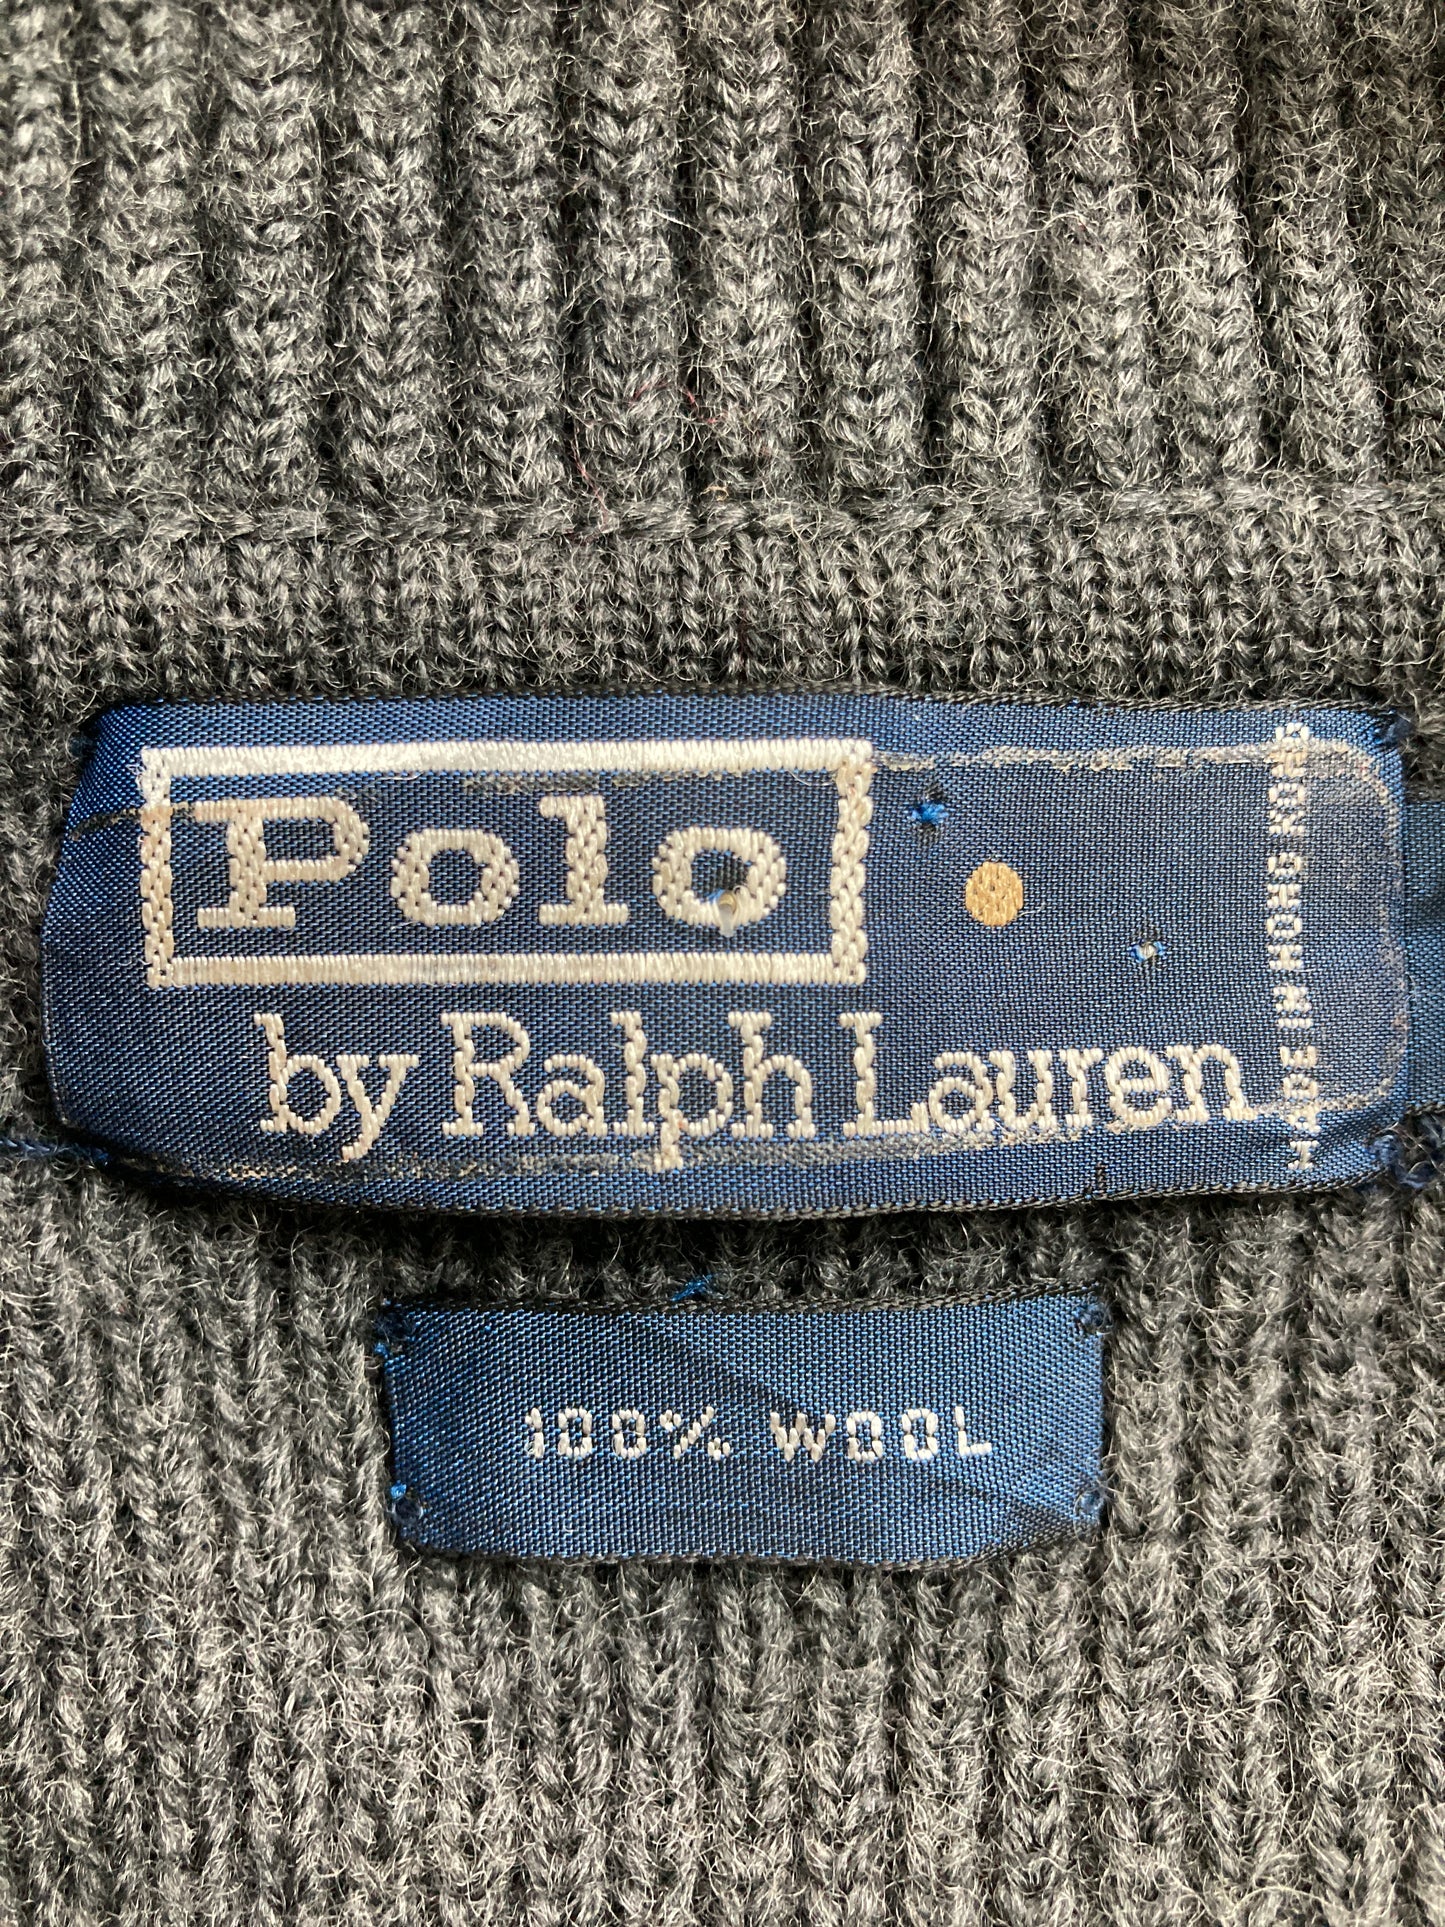 Polo
by Ralph Lauren
MADE IN HONG KONG
100% WOOL